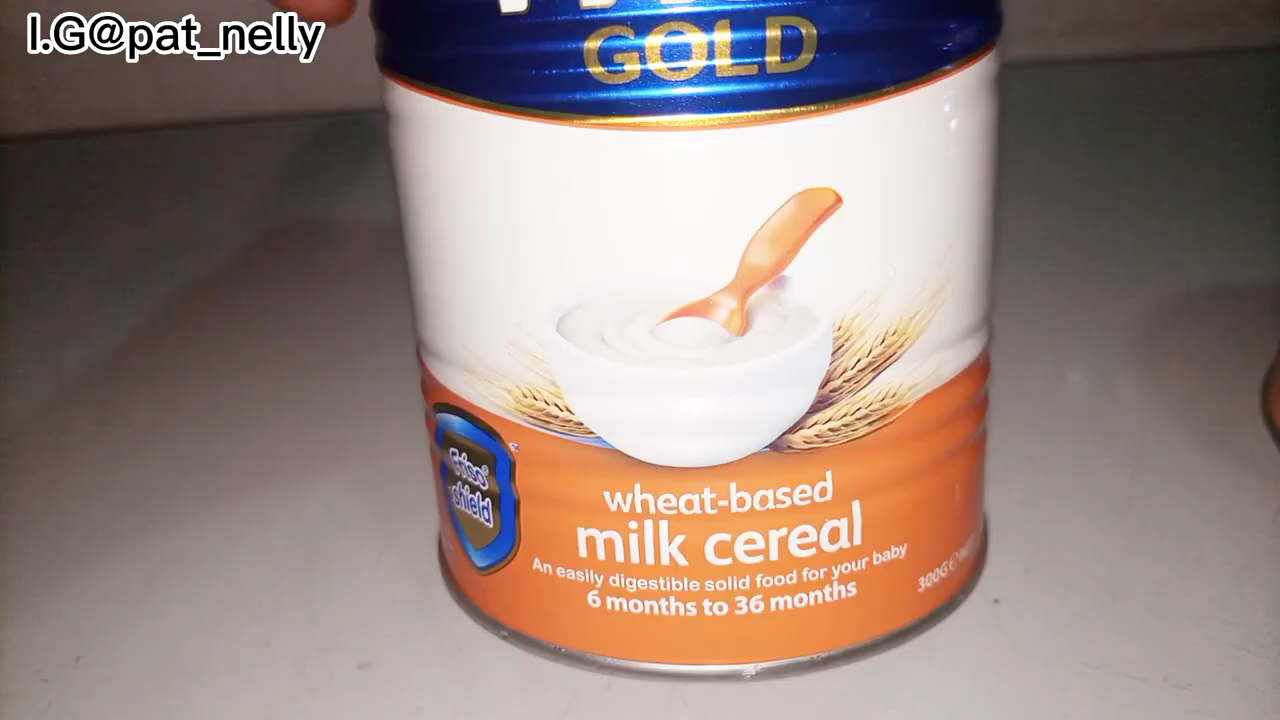 I.G@pat_nelly
GOLD
Friso®
shield
wheat-based
milk cereal
An easily digestible solid food for your baby
6 months to 36 months
300G